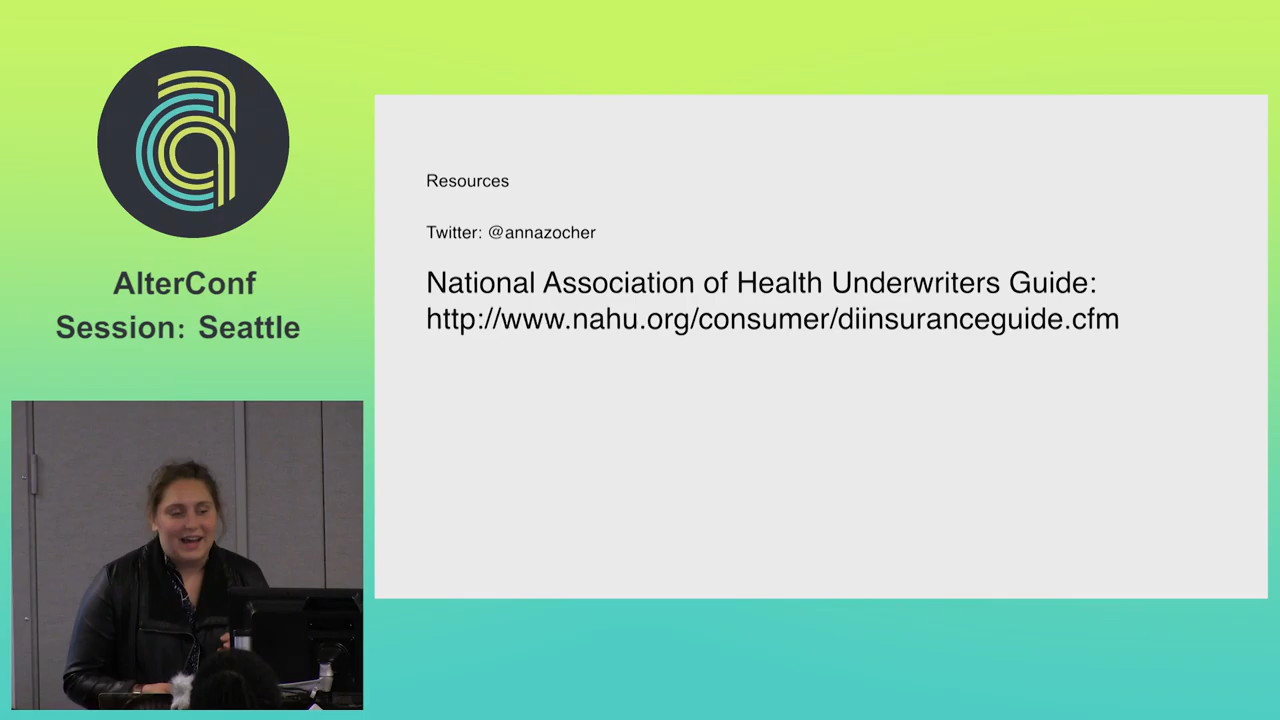 AlterConf
Session: Seattle
Resources
Twitter: @annazocher
National Association of Health Underwriters Guide:
http://www.nahu.org/consumer/diinsuranceguide.cfm